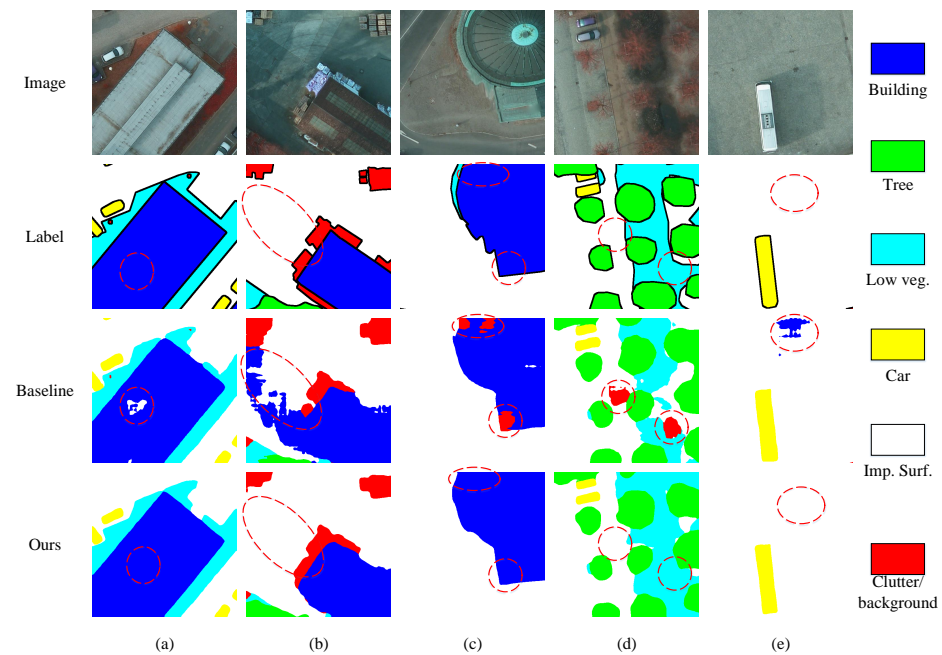 Image
Building
Tree
Label
Low veg.
Car
Baseline
Imp. Surf.
Ours
Clutter/
background
(a)
(b)
(c)
(d)
(e)